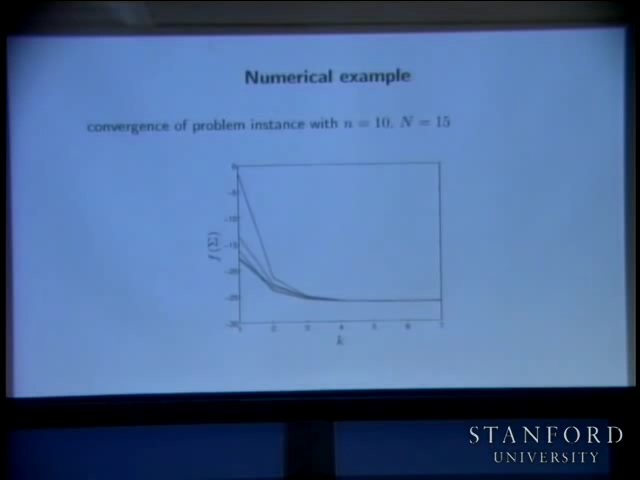 Numerical example
convergence of problem instance with n = 10, N = 15
0
-5
-10
-15
-20
-25
-30
f(Σ)
1 2 3 4 5 6 7
k
STANFORD
UNIVERSITY